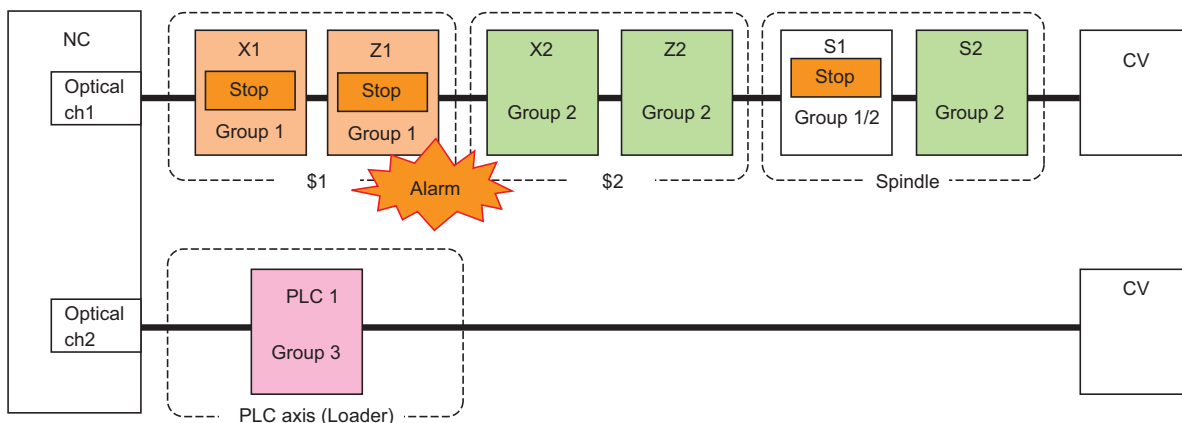 NC
Optical
ch1
X1
Stop
Group 1
Z1
Stop
Group 1
$1
Alarm
X2
Group 2
Z2
Group 2
$2
S1
Stop
Group 1/2
S2
Group 2
Spindle
CV
Optical
ch2
PLC 1
Group 3
PLC axis (Loader)
CV